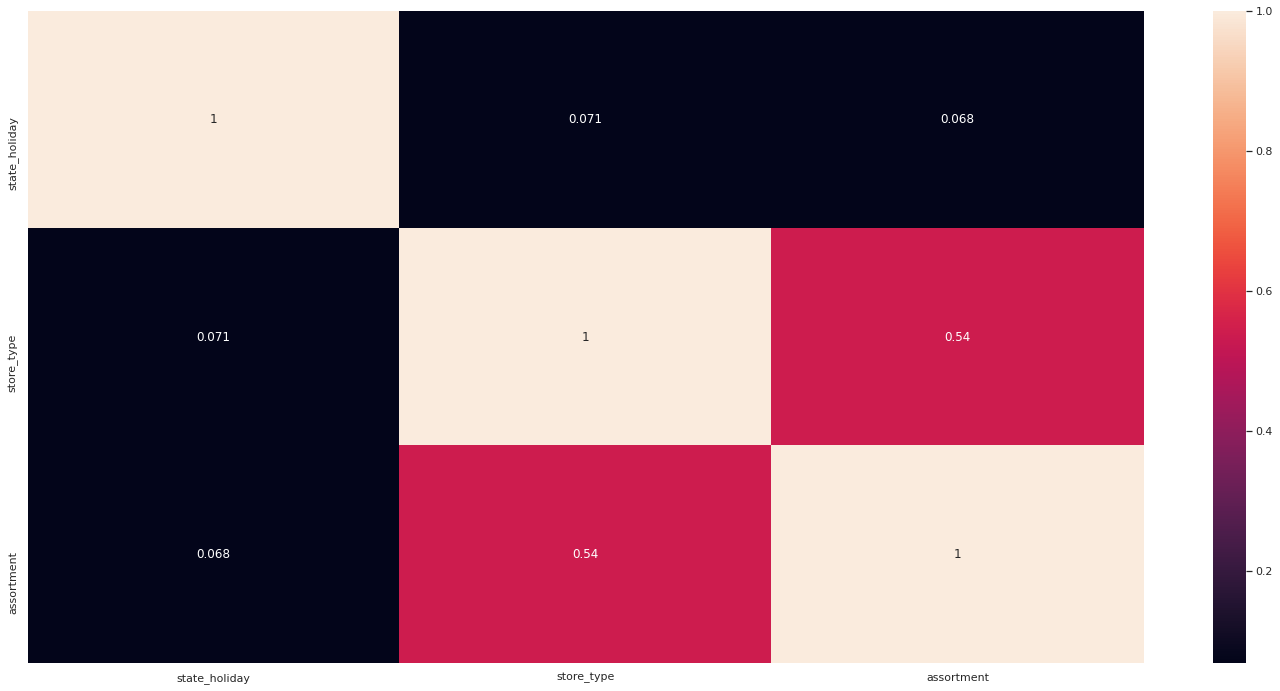 state_holiday
1
0.071
0.068
store_type
0.071
1
0.54
assortment
0.068
0.54
1
state_holiday
store_type
assortment
1.0
0.8
0.6
0.4
0.2